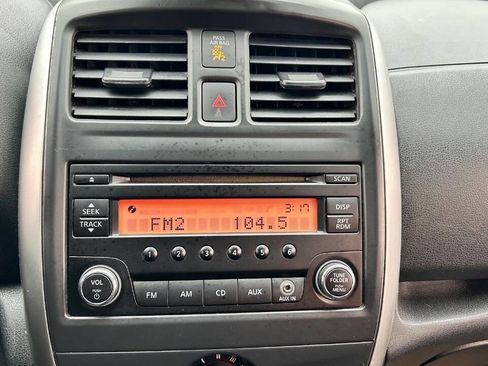 PASS
AIR BAG
OFF
SCAN
3:17
FM2 104.5
SEEK
TRACK
DISP
RPT
RDM
1 2 3 4 5 6
VOL
PUSH
FM AM CD AUX
AUX IN
TUNE
FOLDER
PUSH
MENU